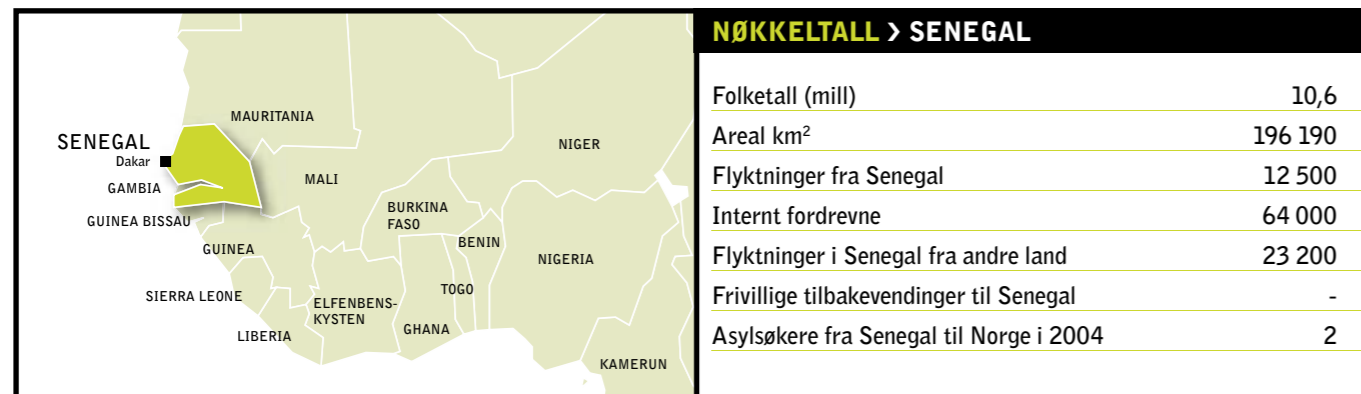 MAURITANIA
SENEGAL
Dakar
GAMBIA
GUINEA BISSAU
GUINEA
SIERRA LEONE
LIBERIA
MALI
NIGER
BURKINA
FASO
BENIN
NIGERIA
TOGO
ELFENBENS-
KYSTEN
GHANA
KAMERUN
NØKKELTALL › SENEGAL
Folketall (mill) 10,6
Areal km² 196 190
Flyktninger fra Senegal 12 500
Internt fordrevne 64 000
Flyktninger i Senegal fra andre land 23 200
Frivillige tilbakevendinger til Senegal -
Asylsøkere fra Senegal til Norge i 2004 2